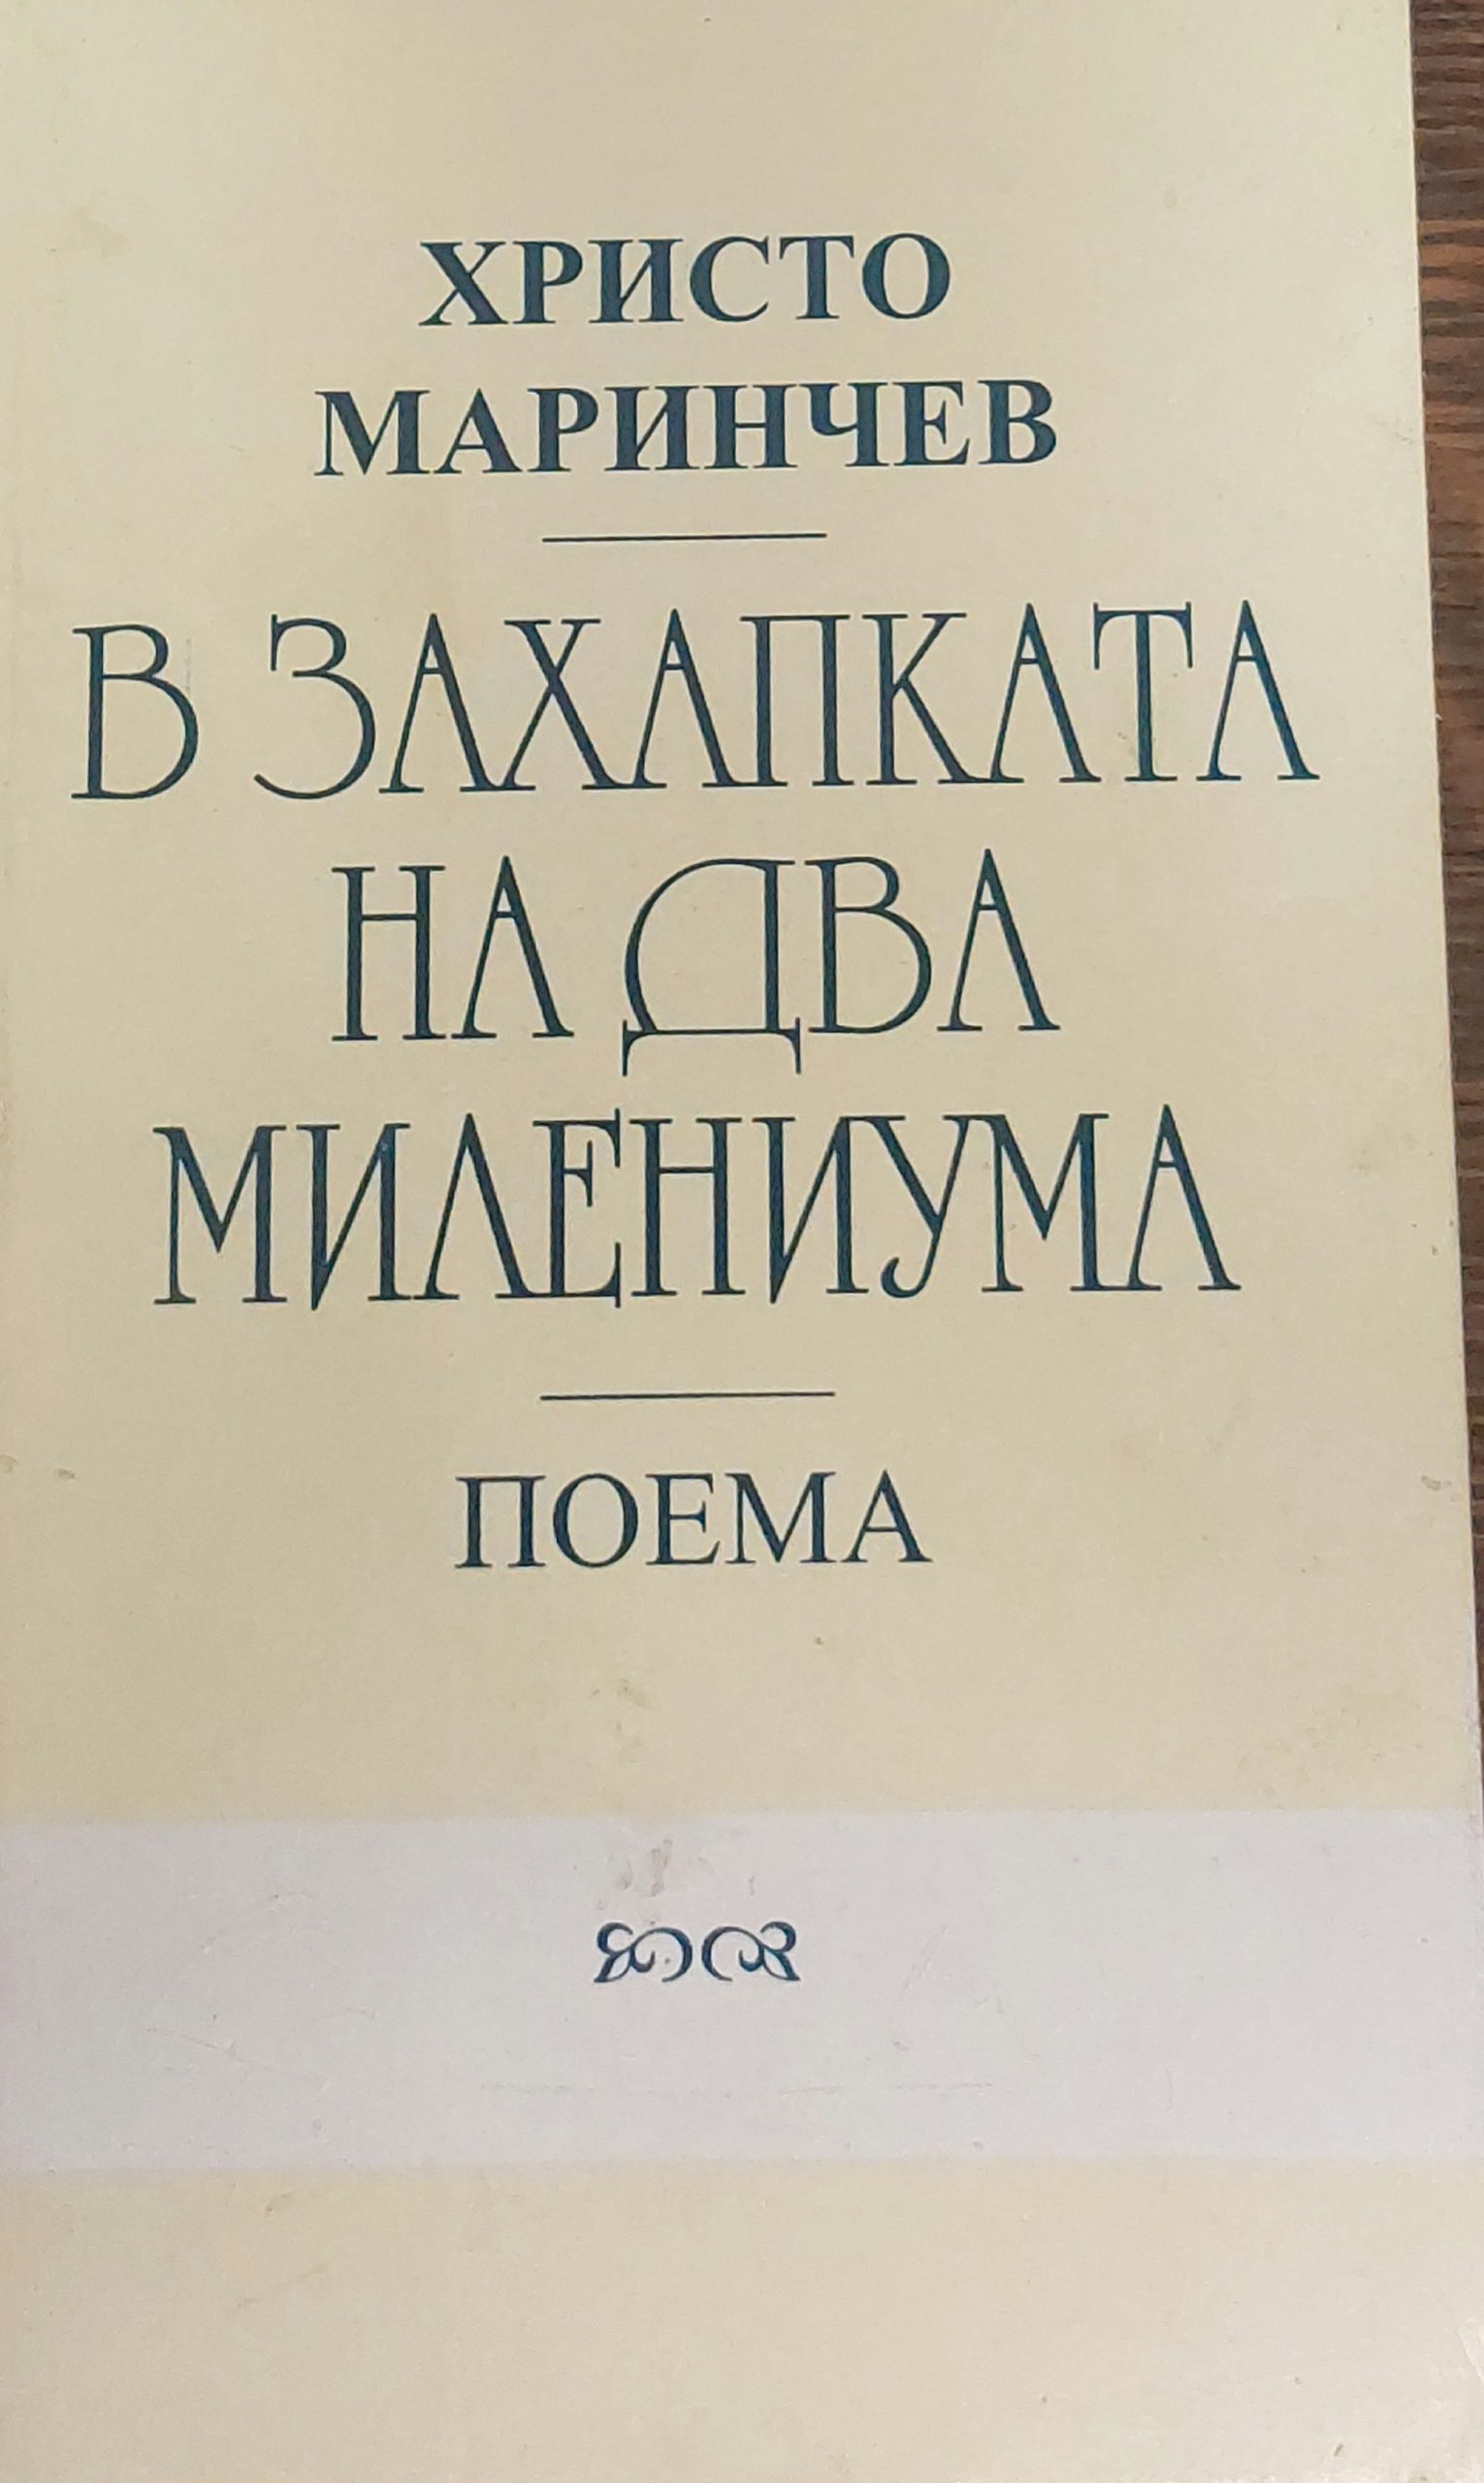 ХРИСТО
МАРИНЧЕВ
В ЗАХАПКАТА
НА ДВА
МИЛЕНИУМА
ПОЕМА